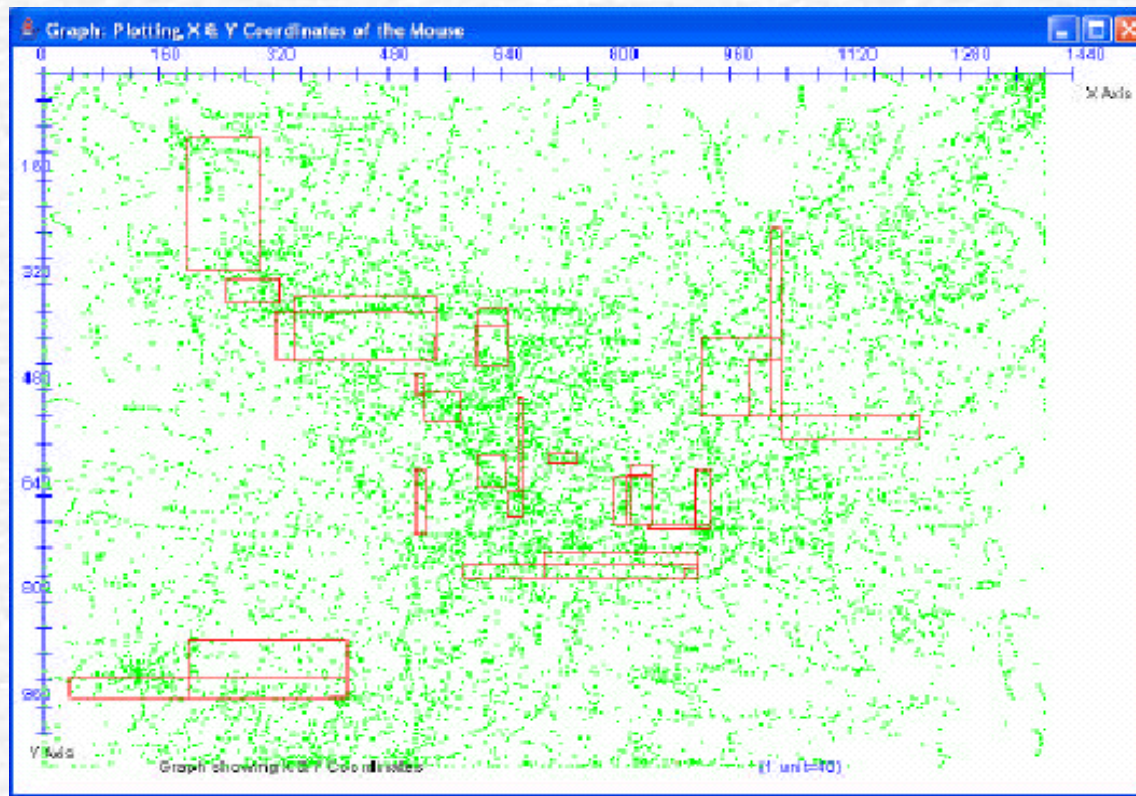 Graph: Plotting X & Y Coordinates of the Mouse
0 160 320 480 640 800 960 1120 1280 1440
X Axis
160
320
480
640
800
960
Y Axis
Graph showing X & Y Coordinates (1 unit=40)